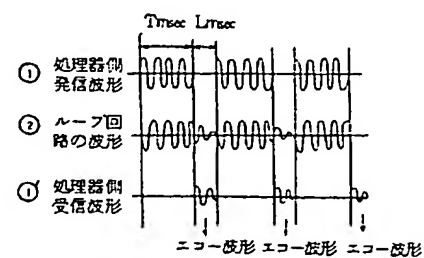 Tmsec Lmsec
① 処理器側
発信波形
② ループ回
路の波形
①′ 処理器側
受信波形
エコー波形 エコー波形 エコー波形